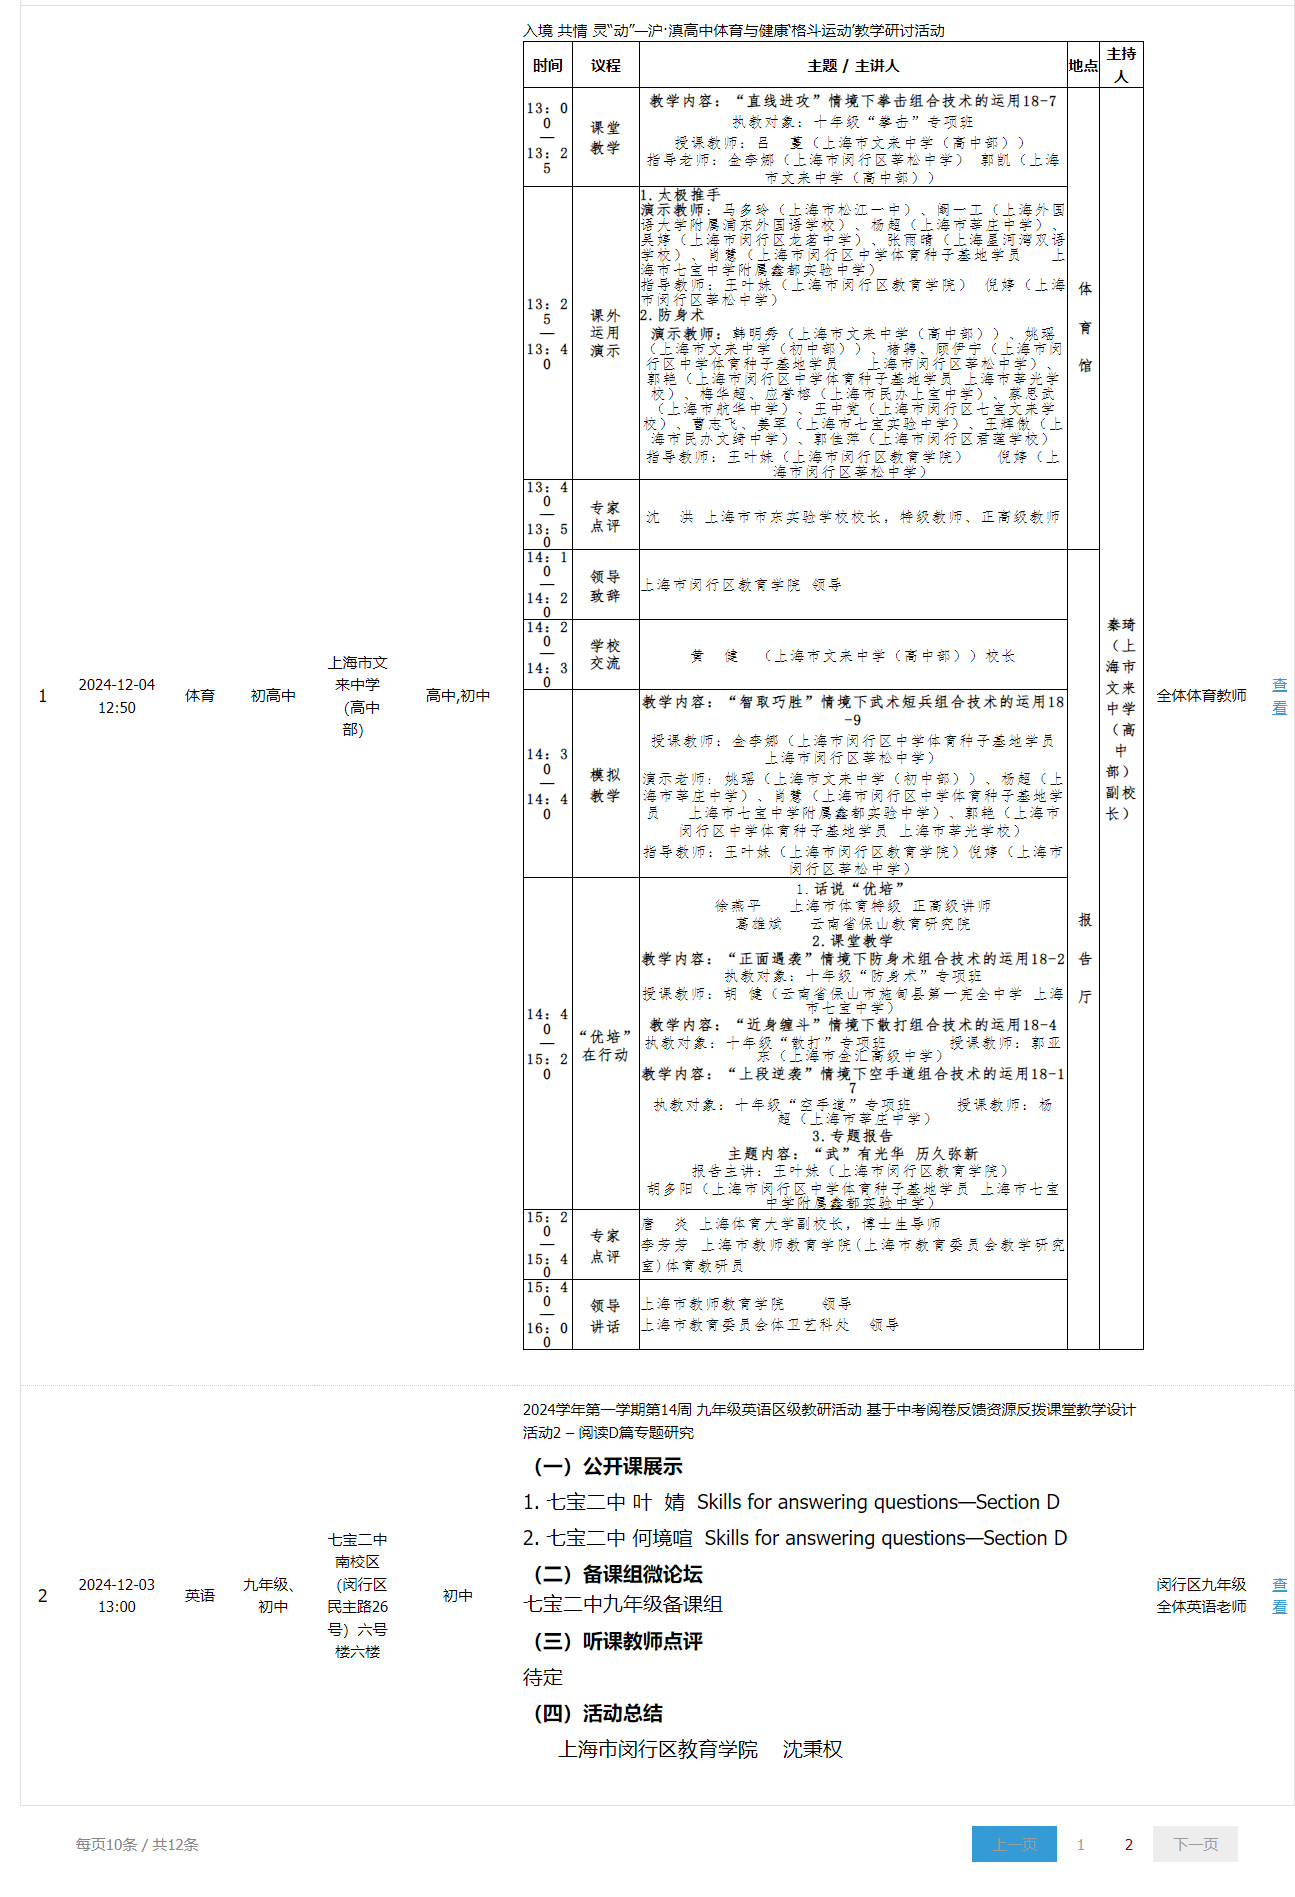 入境 共情 灵“动”—沪·滇高中体育与健康‘格斗运动’教学研讨活动
时间 议程 主题 / 主讲人 地点 主持人
13：00
—
13：25
课堂
教学
教学内容：“直线进攻”情境下拳击组合技术的运用18-7
执教对象：十年级“拳击”专项班
授课教师：吕 蔓（上海市文来中学（高中部））
指导老师：金李娜（上海市闵行区莘松中学） 郭凯（上海
市文来中学（高中部））
13：25
—
13：40
课外
运用
演示
1.太极推手
演示教师：马多玲（上海市松江一中）、阚一工（上海外国
语大学附属浦东外国语学校）、杨超（上海市莘庄中学）、
吴婷（上海市闵行区龙茗中学）、张雨晴（上海星河湾双语
学校）、肖慧（上海市闵行区中学体育种子基地学员 上
海市七宝中学附属鑫都实验中学）
指导教师：王叶妹（上海市闵行区教育学院） 倪婷（上海
市闵行区莘松中学）
2.防身术
演示教师：韩明秀（上海市文来中学（高中部））、姚瑶
（上海市文来中学（初中部））、褚骋、顾伊宁（上海市闵
行区中学体育种子基地学员 上海市闵行区莘松中学）、
郭艳（上海市闵行区中学体育种子基地学员 上海市莘光学
校）、梅华超、应誉榕（上海市民办上宝中学）、蔡思武
（上海市航华中学）、王中党（上海市闵行区七宝文来学
校）、曹志飞、姜军（上海市七宝实验中学）、王辉傲（上
海市民办文绮中学）、郭佳萍（上海市闵行区君莲学校）
指导教师：王叶妹（上海市闵行区教育学院） 倪婷（上
海市闵行区莘松中学）
体
育
馆
13：40
—
13：50
专家
点评
沈 洪 上海市市东实验学校校长，特级教师、正高级教师
14：10
—
14：20
领导
致辞
上海市闵行区教育学院 领导
14：20
—
14：30
学校
交流
黄 健 （上海市文来中学（高中部））校长
14：30
—
14：40
模拟
教学
教学内容：“智取巧胜”情境下武术短兵组合技术的运用18
-9
授课教师：金李娜（上海市闵行区中学体育种子基地学员
上海市闵行区莘松中学）
演示老师：姚瑶（上海市文来中学（初中部））、杨超（上
海市莘庄中学）、肖慧（上海市闵行区中学体育种子基地学
员 上海市七宝中学附属鑫都实验中学）、郭艳（上海市
闵行区中学体育种子基地学员 上海市莘光学校）
指导教师：王叶妹（上海市闵行区教育学院）倪婷（上海市
闵行区莘松中学）
14：40
—
15：20
“优培”
在行动
1.话说“优培”
徐燕平 上海市体育特级 正高级讲师
葛雄斌 云南省保山教育研究院
2.课堂教学
教学内容：“正面遇袭”情境下防身术组合技术的运用18-2
执教对象：十年级“防身术”专项班
授课教师：胡 健（云南省保山市施甸县第一完全中学 上海
市七宝中学）
教学内容：“近身缠斗”情境下散打组合技术的运用18-4
执教对象：十年级“散打”专项班 授课教师：郭亚
东（上海市金汇高级中学）
教学内容：“上段逆袭”情境下空手道组合技术的运用18-1
7
执教对象：十年级“空手道”专项班 授课教师：杨
超（上海市莘庄中学）
3.专题报告
主题内容：“武”有光华 历久弥新
报告主讲：王叶妹（上海市闵行区教育学院）
胡多阳（上海市闵行区中学体育种子基地学员 上海市七宝
中学附属鑫都实验中学）
15：20
—
15：40
专家
点评
唐 炎 上海体育大学副校长，博士生导师
李芳芳 上海市教师教育学院(上海市教育委员会教学研究
室)体育教研员
15：40
—
16：00
领导
讲话
上海市教师教育学院 领导
上海市教育委员会体卫艺科处 领导
报
告
厅
秦琦
（上
海市
文来
中学
（高
中
部）
副校
长）
1
2024-12-04
12:50
体育
初高中
上海市文
来中学
（高中
部）
高中,初中
全体体育教师
查
看
2
2024-12-03
13:00
英语
九年级、
初中
七宝二中
南校区
（闵行区
民主路26
号）六号
楼六楼
初中
2024学年第一学期第14周 九年级英语区级教研活动 基于中考阅卷反馈资源反拨课堂教学设计
活动2 – 阅读D篇专题研究
（一）公开课展示
1. 七宝二中 叶 婧 Skills for answering questions—Section D
2. 七宝二中 何境暄 Skills for answering questions—Section D
（二）备课组微论坛
七宝二中九年级备课组
（三）听课教师点评
待定
（四）活动总结
上海市闵行区教育学院 沈秉权
闵行区九年级
全体英语老师
查
看
每页10条 / 共12条
上一页 1 2 下一页